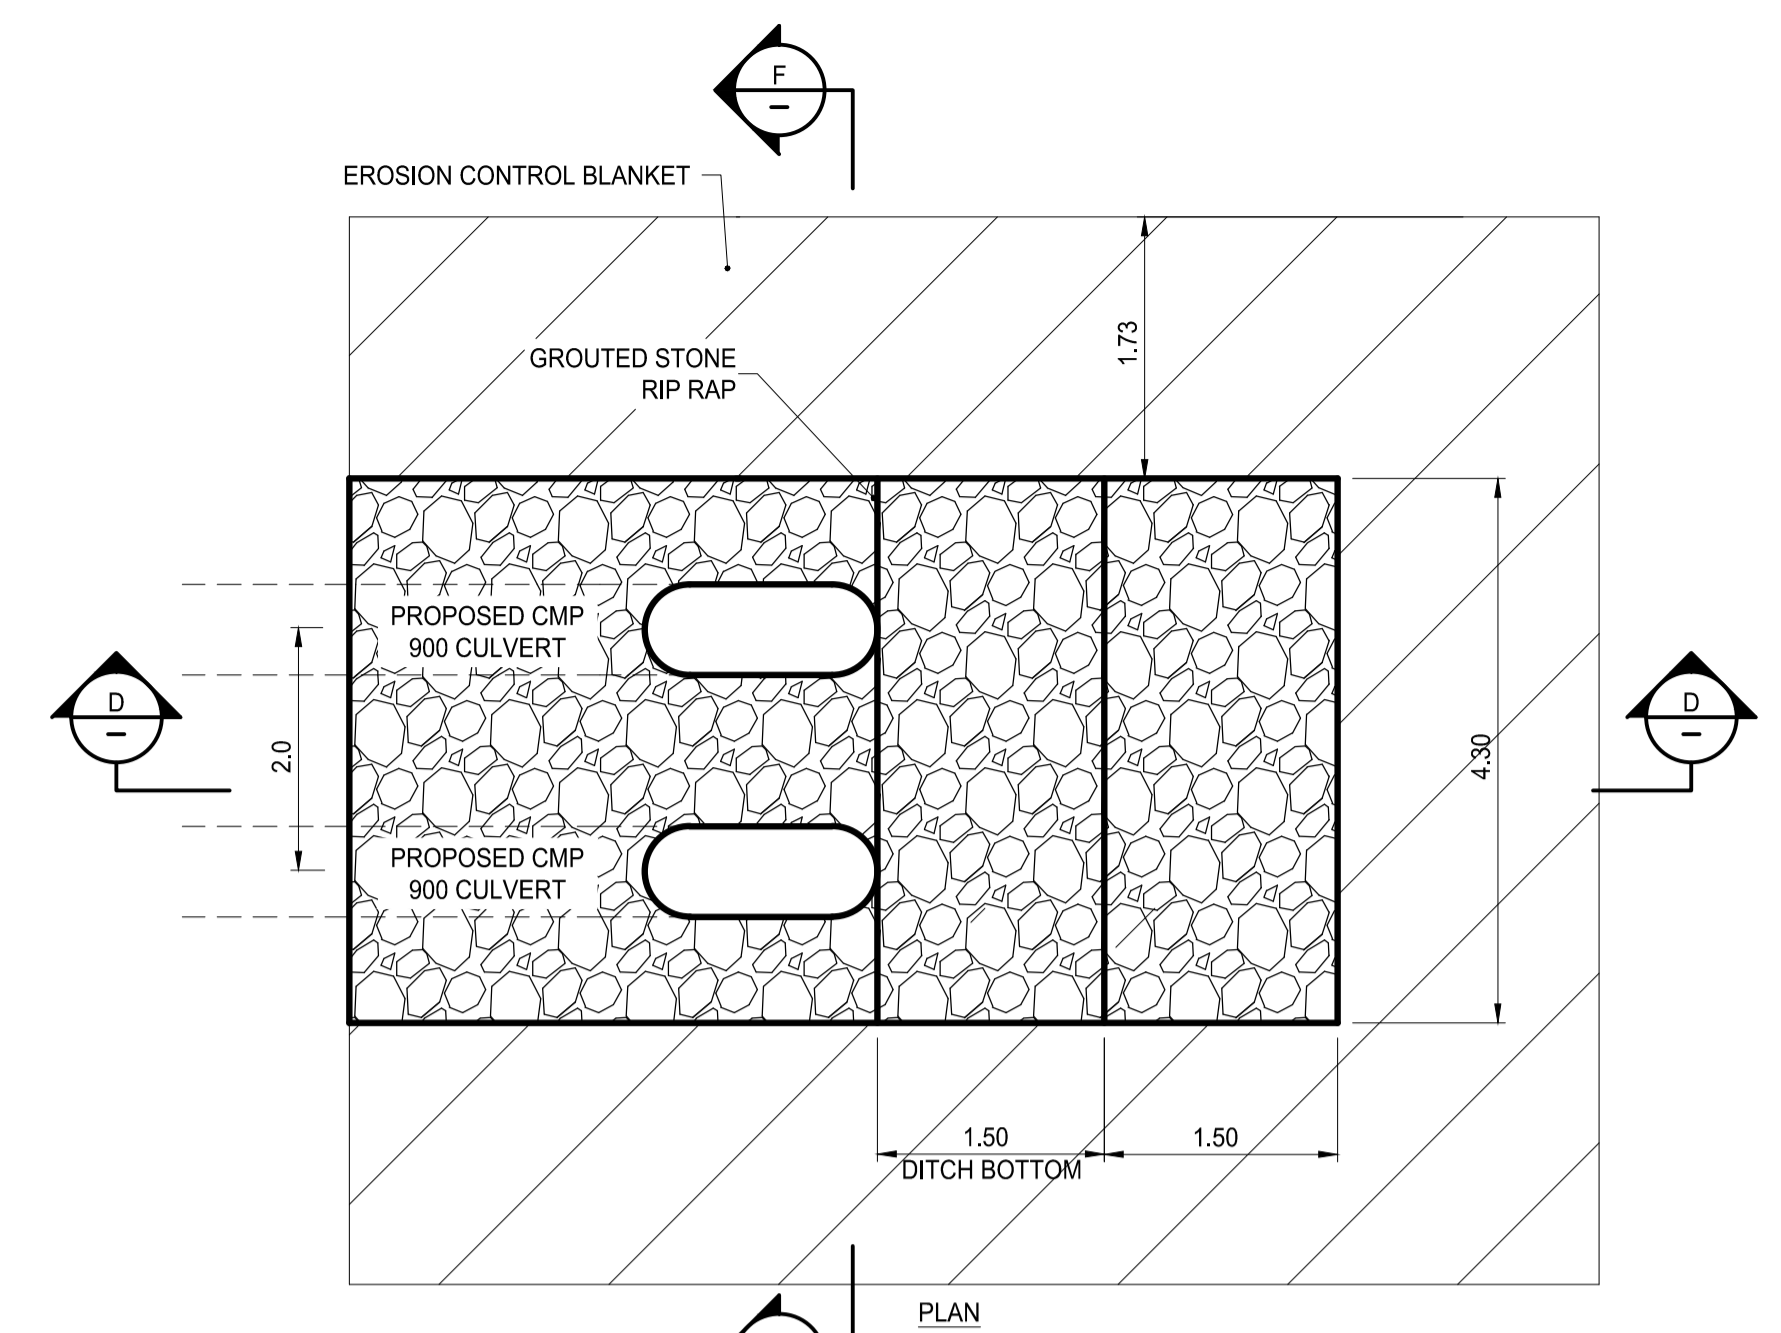 F
–
EROSION CONTROL BLANKET
GROUTED STONE
RIP RAP
1.73
PROPOSED CMP
900 CULVERT
D
–
2.0
D
–
4.30
PROPOSED CMP
900 CULVERT
1.50
1.50
DITCH BOTTOM
PLAN